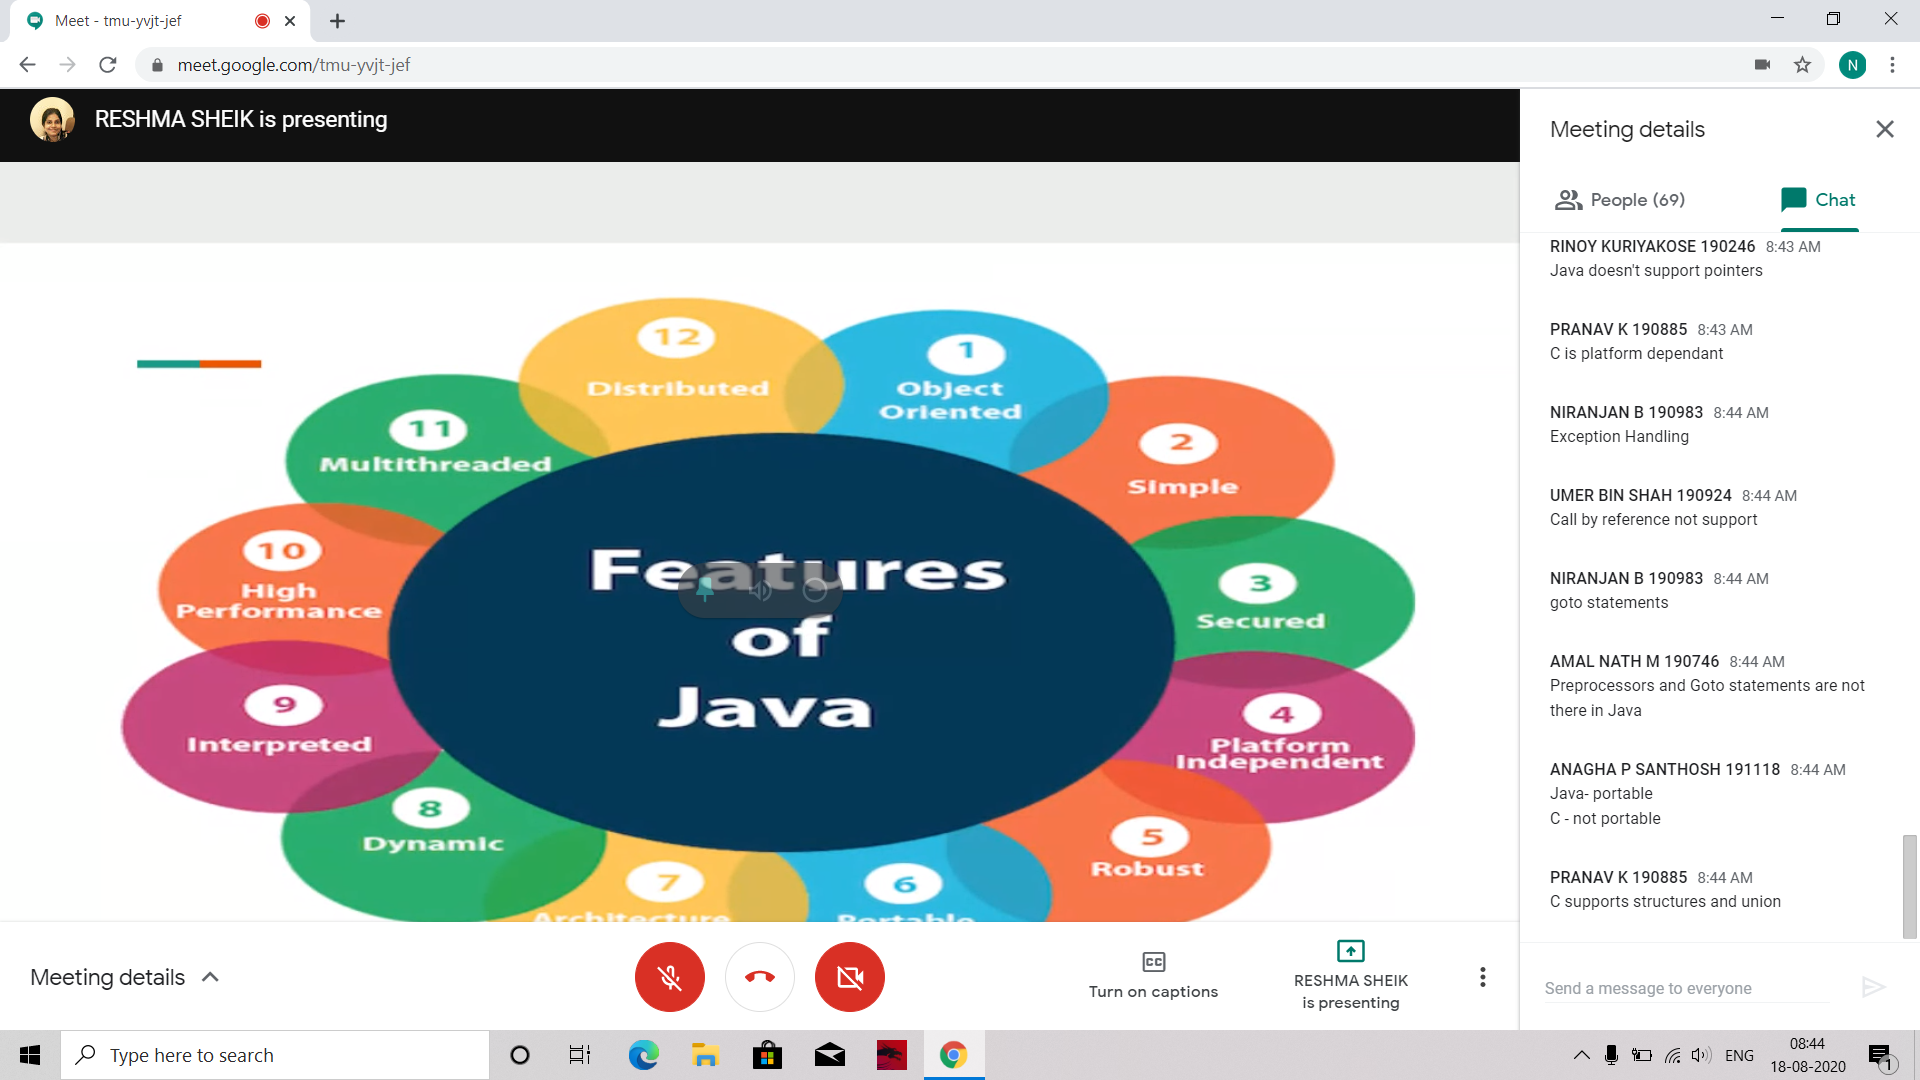 Meet - tmu-yvjt-jef
meet.google.com/tmu-yvjt-jef
N
RESHMA SHEIK is presenting
12
Distributed
1
Object
Oriented
11
Multithreaded
2
Simple
10
High
Performance
3
Secured
Features
of
Java
9
Interpreted
4
Platform
Independent
8
Dynamic
5
Robust
7
Architecture
6
Portable
Meeting details
People (69)
Chat
RINOY KURIYAKOSE 190246 8:43 AM
Java doesn't support pointers
PRANAV K 190885 8:43 AM
C is platform dependant
NIRANJAN B 190983 8:44 AM
Exception Handling
UMER BIN SHAH 190924 8:44 AM
Call by reference not support
NIRANJAN B 190983 8:44 AM
goto statements
AMAL NATH M 190746 8:44 AM
Preprocessors and Goto statements are not
there in Java
ANAGHA P SANTHOSH 191118 8:44 AM
Java- portable
C - not portable
PRANAV K 190885 8:44 AM
C supports structures and union
Send a message to everyone
Meeting details
CC
Turn on captions
RESHMA SHEIK
is presenting
Type here to search
ENG
08:44
18-08-2020
1